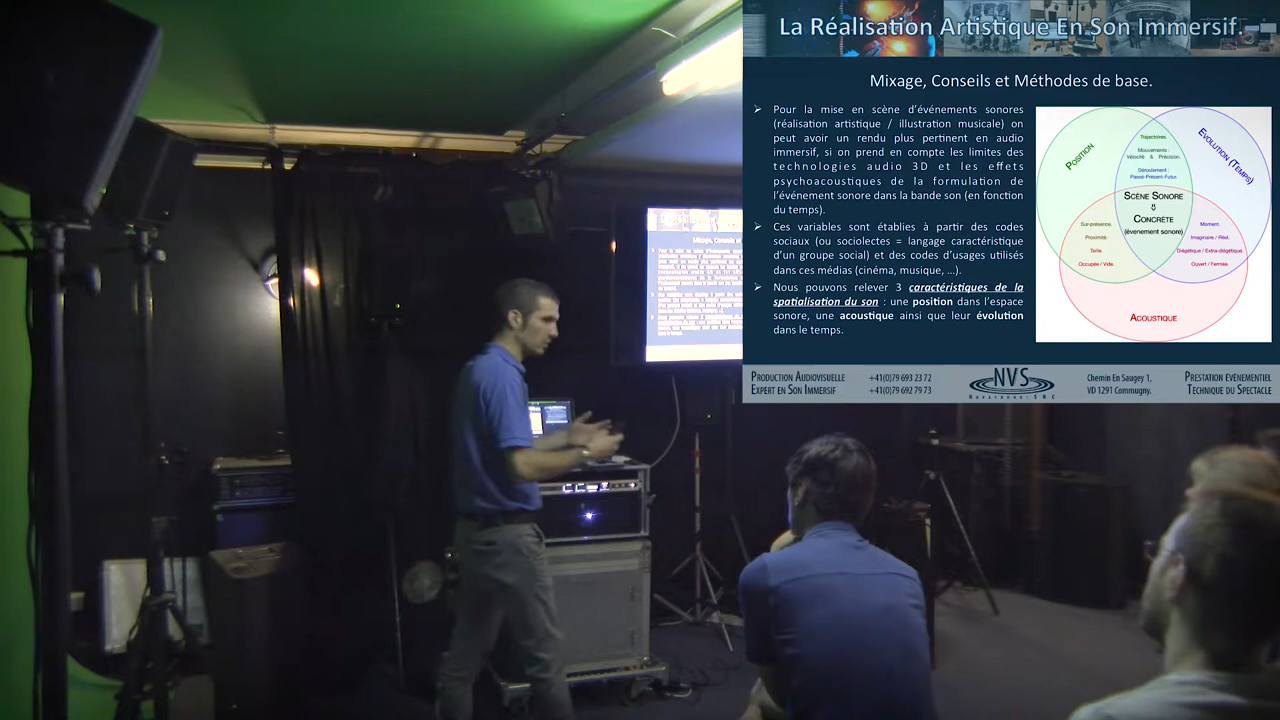 La Réalisation Artistique En Son Immersif.
Mixage, Conseils et Méthodes de base.
➢ Pour la mise en scène d'événements sonores
(réalisation artistique / illustration musicale) on
peut avoir un rendu plus pertinent en audio
immersif, si on prend en compte les limites des
technologies audio 3D et les effets
psychoacoustiques de la formulation de
l'événement sonore dans la bande son (en fonction
du temps).
➢ Ces variables sont établies à partir des codes
sociaux (ou sociolectes = langage caractéristique
d'un groupe social) et des codes d'usages utilisés
dans ces médias (cinéma, musique, ...).
➢ Nous pouvons relever 3 caractéristiques de la
spatialisation du son : une position dans l'espace
sonore, une acoustique ainsi que leur évolution
dans le temps.
POSITION
EVOLUTION (TEMPS)
Trajectoires.
Mouvements :
Vélocité & Précision.
Déroulement :
Passé-Présent-Futur.
SCÈNE SONORE
CONCRÈTE
(évenement sonore)
Sur-présence.
Proximité.
Taille.
Occupée / Vide.
Moment.
Imaginaire / Réel.
Diégétique / Extra-diégétique.
Ouvert / Fermée.
ACOUSTIQUE
PRODUCTION AUDIOVISUELLE
EXPERT EN SON IMMERSIF
+41(0)79 693 23 72
+41(0)79 692 79 73
NVS
Chemin En Saugey 1,
VD 1291 Commugny.
PRESTATION EVÉNEMENTIEL
TECHNIQUE DU SPECTACLE